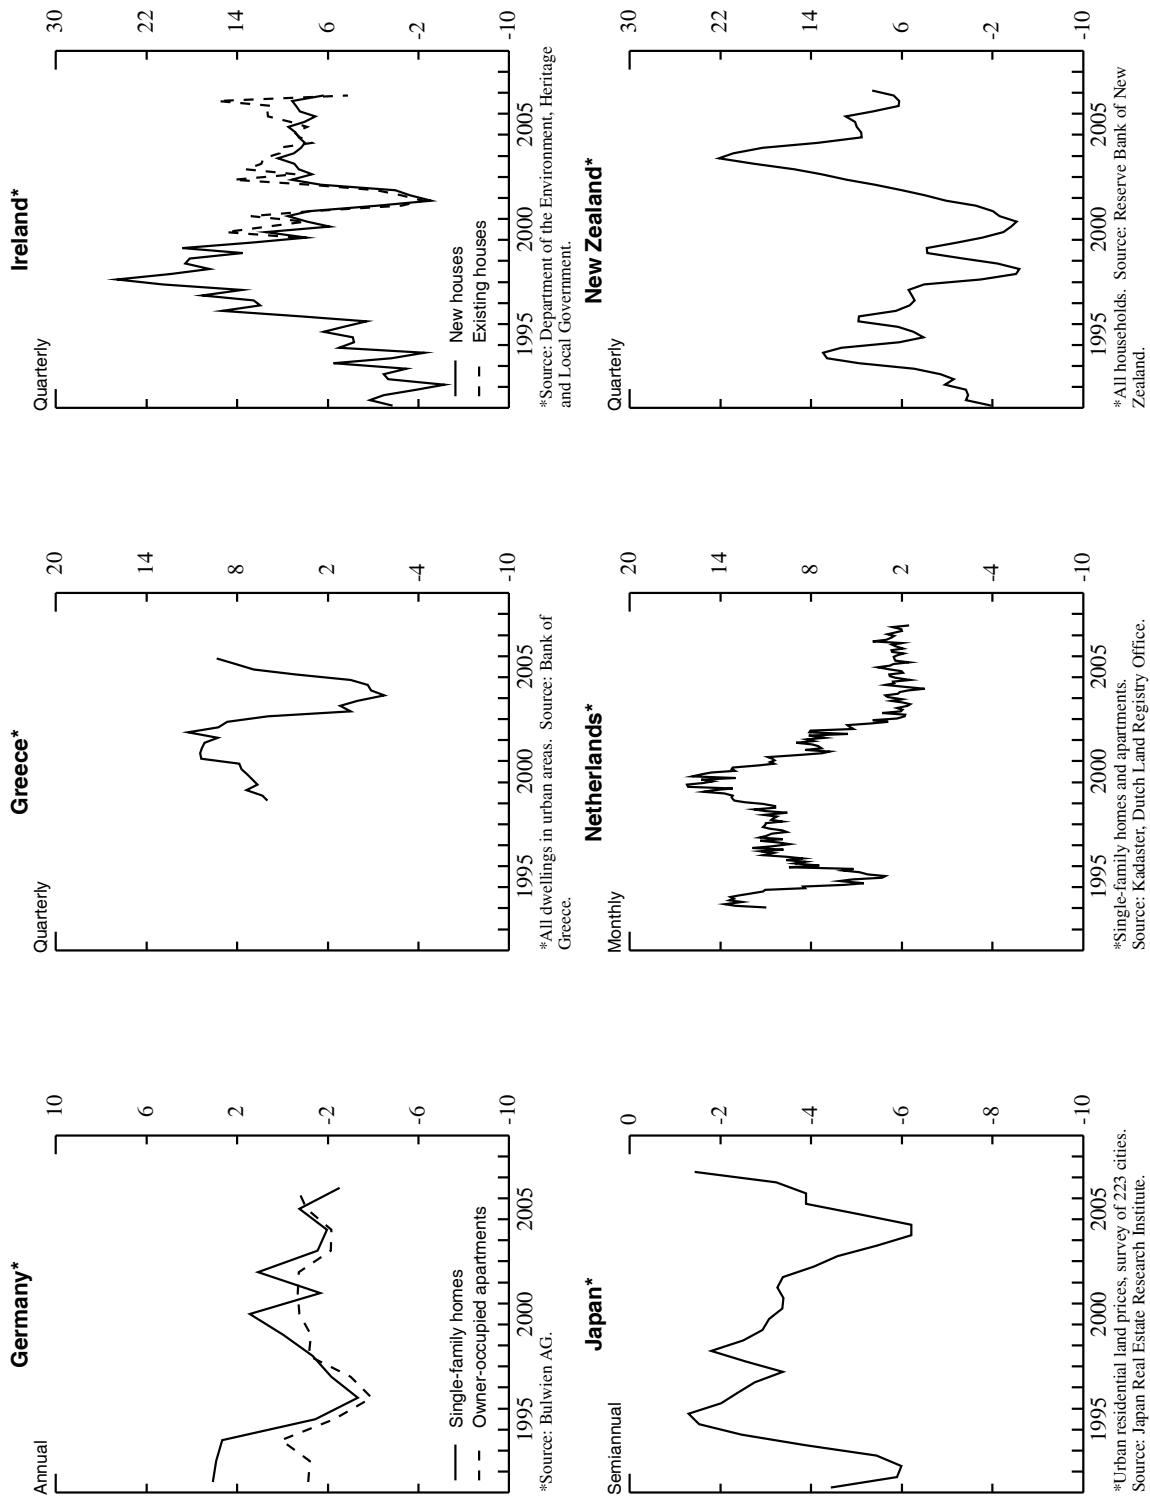 Germany*
Annual
10
6
2
-2
-6
-10
Single-family homes
Owner-occupied apartments
1995
2000
2005
*Source: Bulwien AG.
Greece*
Quarterly
20
14
8
2
-4
-10
1995
2000
2005
*All dwellings in urban areas. Source: Bank of
Greece.
Ireland*
Quarterly
30
22
14
6
-2
-10
New houses
Existing houses
1995
2000
2005
*Source: Department of the Environment, Heritage
and Local Government.
Japan*
Semiannual
0
-2
-4
-6
-8
-10
1995
2000
2005
*Urban residential land prices, survey of 223 cities.
Source: Japan Real Estate Research Institute.
Netherlands*
Monthly
20
14
8
2
-4
-10
1995
2000
2005
*Single-family homes and apartments.
Source: Kadaster, Dutch Land Registry Office.
New Zealand*
Quarterly
30
22
14
6
-2
-10
1995
2000
2005
*All households. Source: Reserve Bank of New
Zealand.